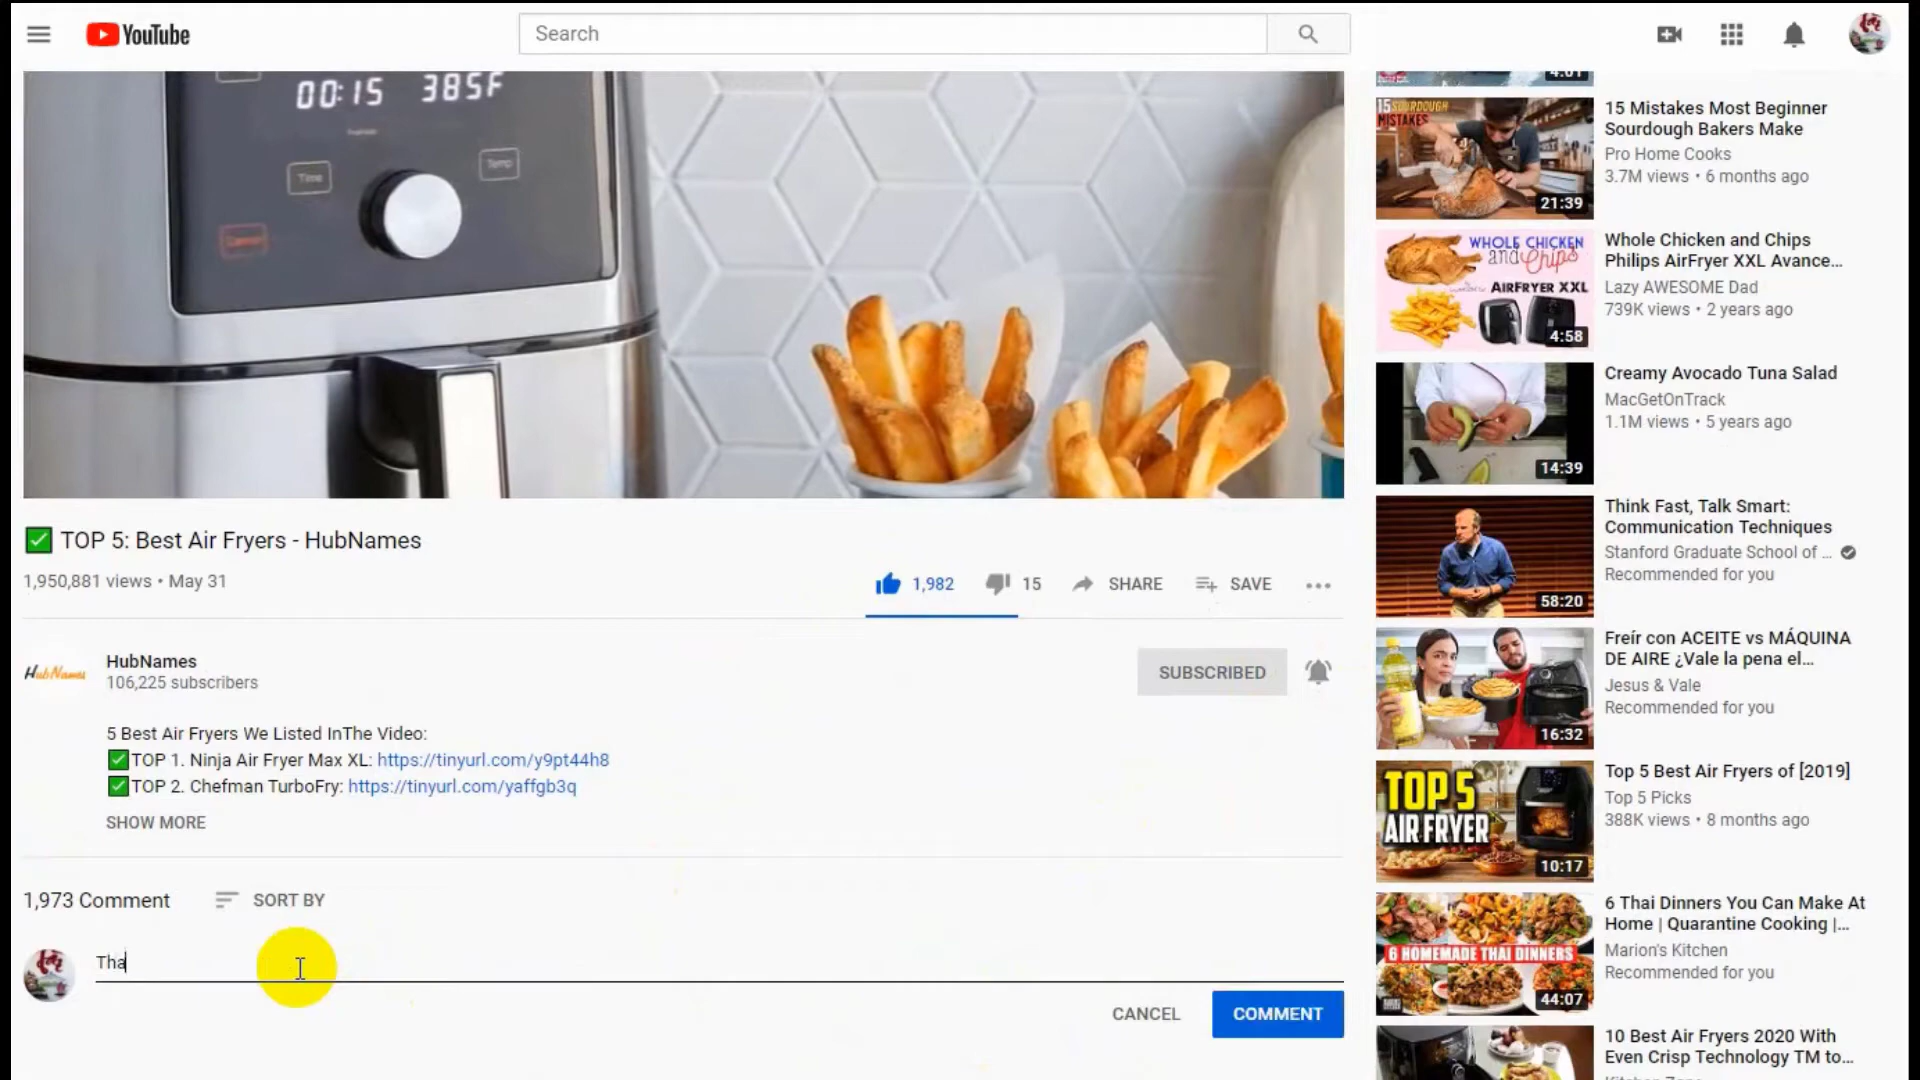 YouTube
Search
00:15 385F
Time
Temp
Cancel
TOP 5: Best Air Fryers - HubNames
1,950,881 views • May 31
1,982
15
SHARE
SAVE
HubNames
HubNames
106,225 subscribers
SUBSCRIBED
5 Best Air Fryers We Listed InThe Video:
TOP 1. Ninja Air Fryer Max XL: https://tinyurl.com/y9pt44h8
TOP 2. Chefman TurboFry: https://tinyurl.com/yaffgb3q
SHOW MORE
1,973 Comment
SORT BY
Tha
CANCEL
COMMENT
4:01
15 SOURDOUGH
MISTAKES
21:39
15 Mistakes Most Beginner
Sourdough Bakers Make
Pro Home Cooks
3.7M views • 6 months ago
WHOLE CHICKEN
and Chips
AIRFRYER XXL
4:58
Whole Chicken and Chips
Philips AirFryer XXL Avance...
Lazy AWESOME Dad
739K views • 2 years ago
14:39
Creamy Avocado Tuna Salad
MacGetOnTrack
1.1M views • 5 years ago
58:20
Think Fast, Talk Smart:
Communication Techniques
Stanford Graduate School of ...
Recommended for you
16:32
Freír con ACEITE vs MÁQUINA
DE AIRE ¿Vale la pena el...
Jesus & Vale
Recommended for you
TOP 5
AIR FRYER
10:17
Top 5 Best Air Fryers of [2019]
Top 5 Picks
388K views • 8 months ago
6 HOMEMADE THAI DINNERS
44:07
6 Thai Dinners You Can Make At
Home | Quarantine Cooking |...
Marion's Kitchen
Recommended for you
10 Best Air Fryers 2020 With
Even Crisp Technology TM to...